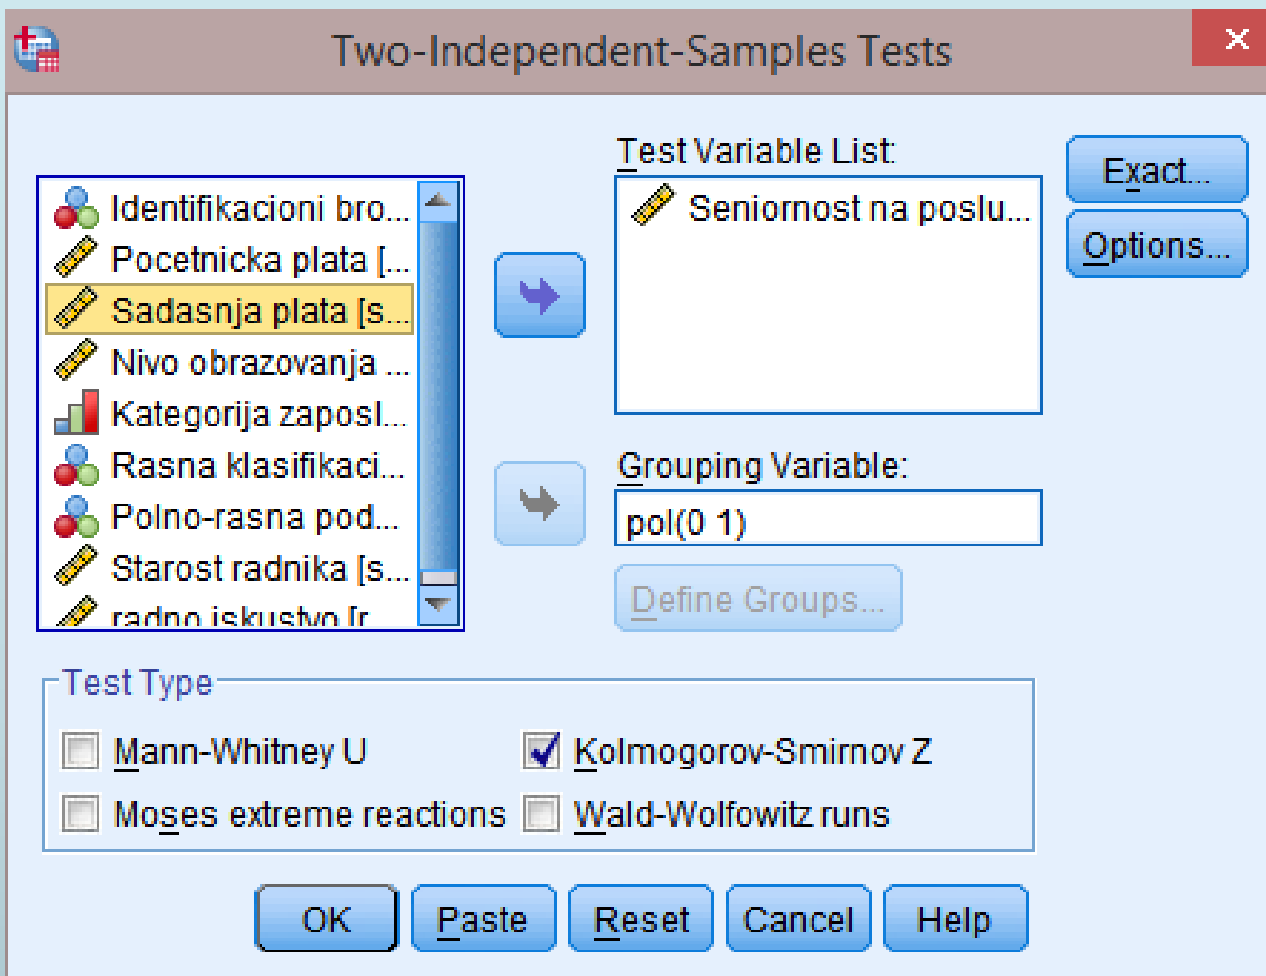 Two-Independent-Samples Tests
Identifikacioni bro...
Pocetnicka plata [...
Sadasnja plata [s...
Nivo obrazovanja ...
Kategorija zaposl...
Rasna klasifikaci...
Polno-rasna pod...
Starost radnika [s...
radno iskustvo [r
Test Variable List:
Seniornost na poslu...
Exact...
Options...
Grouping Variable:
pol(0 1)
Define Groups...
Test Type
Mann-Whitney U
Kolmogorov-Smirnov Z
Moses extreme reactions
Wald-Wolfowitz runs
OK
Paste
Reset
Cancel
Help